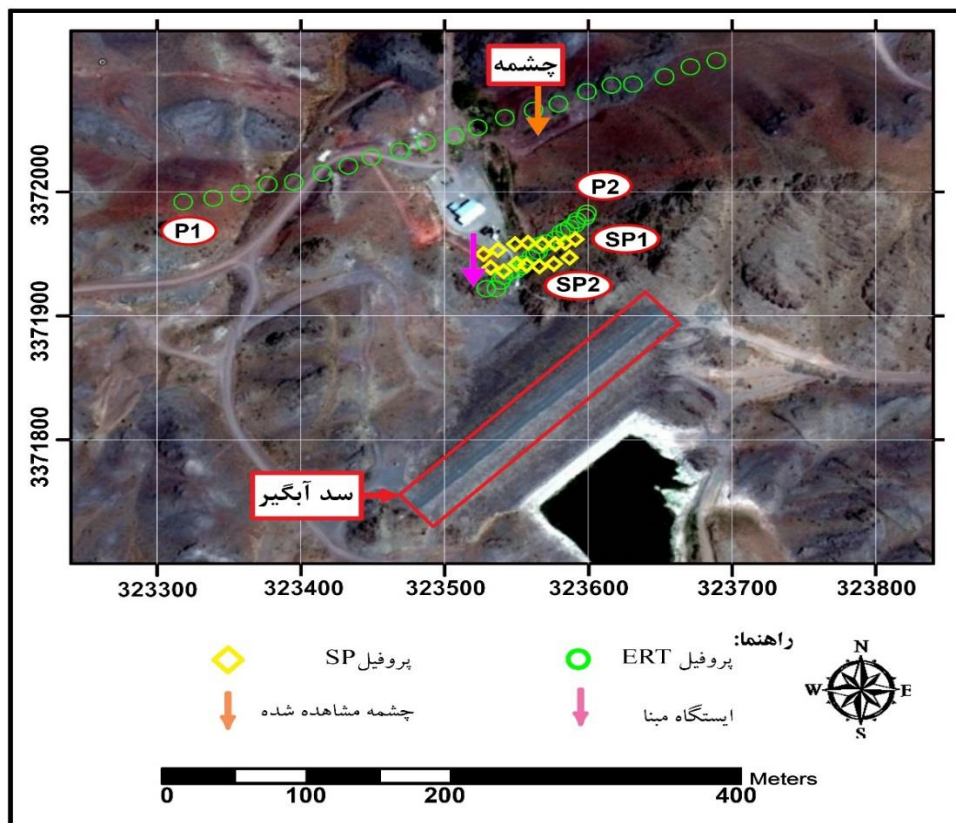 چشمه
3372000
P2
P1
SP1
SP2
3371900
3371800
سد آبگیر
323300 323400 323500 323600 323700 323800
راهنما:
پروفیل ERT
پروفیل SP
ایستگاه مبنا
چشمه مشاهده شده
N
W E
S
Meters
0 100 200 400